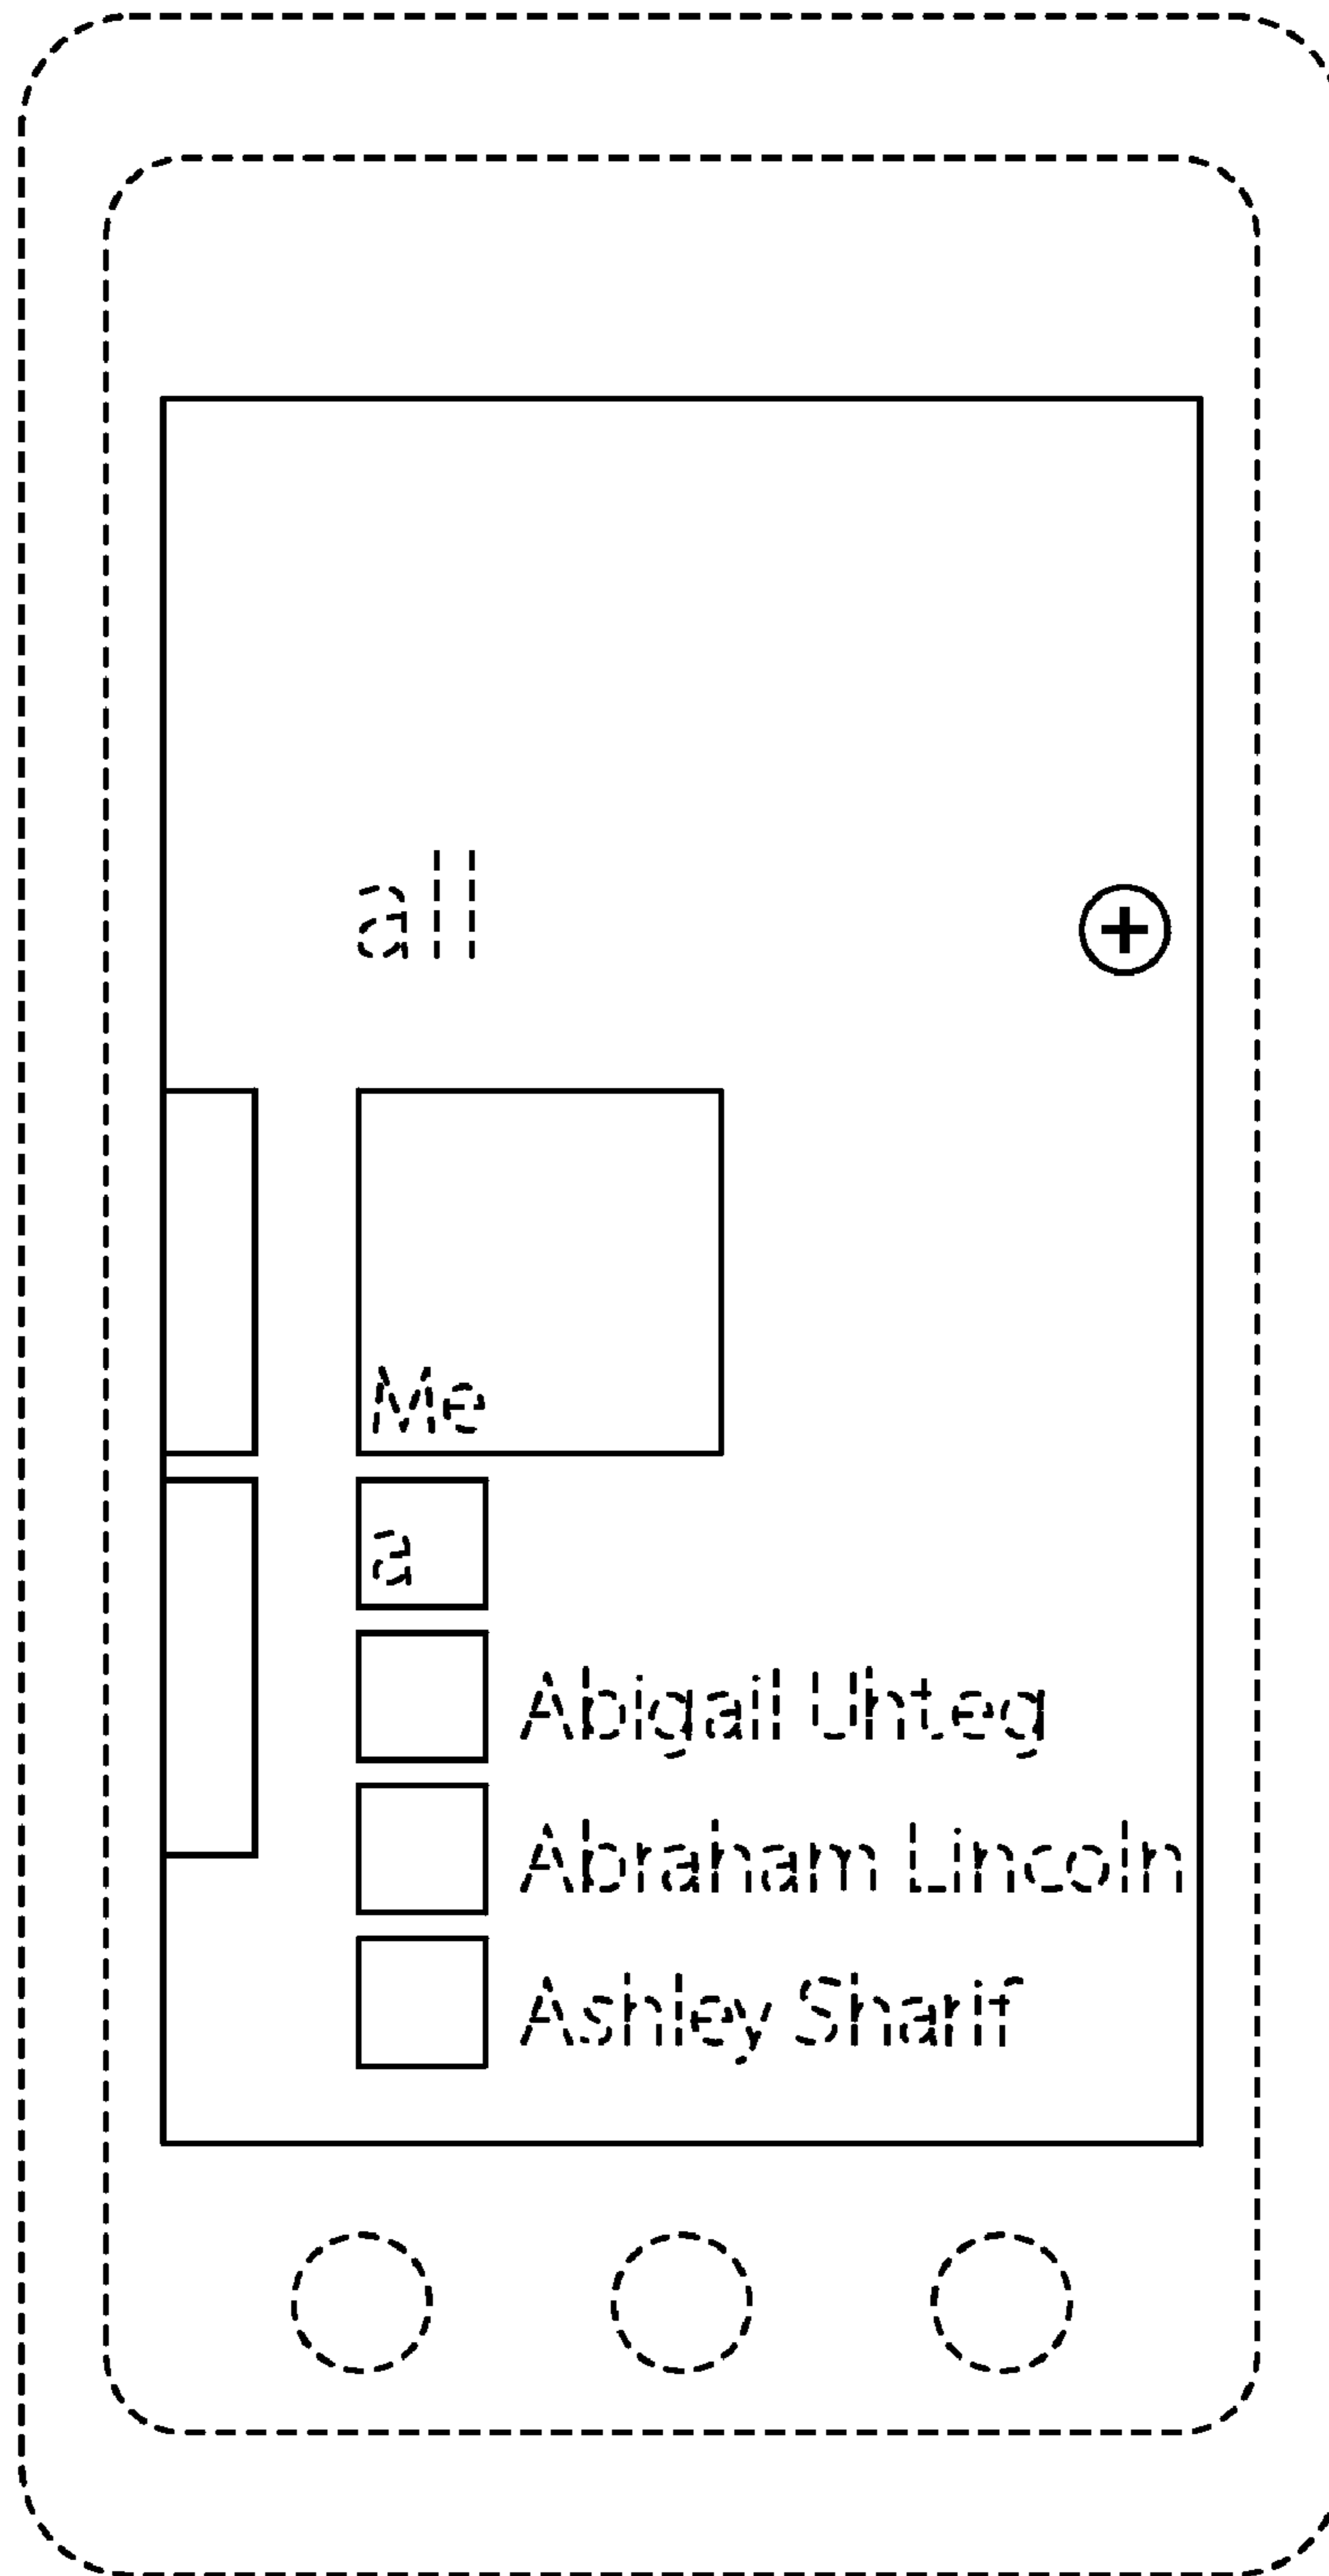 all
Me
a
Abigail Unteg
Abraham Lincoln
Ashley Sharif